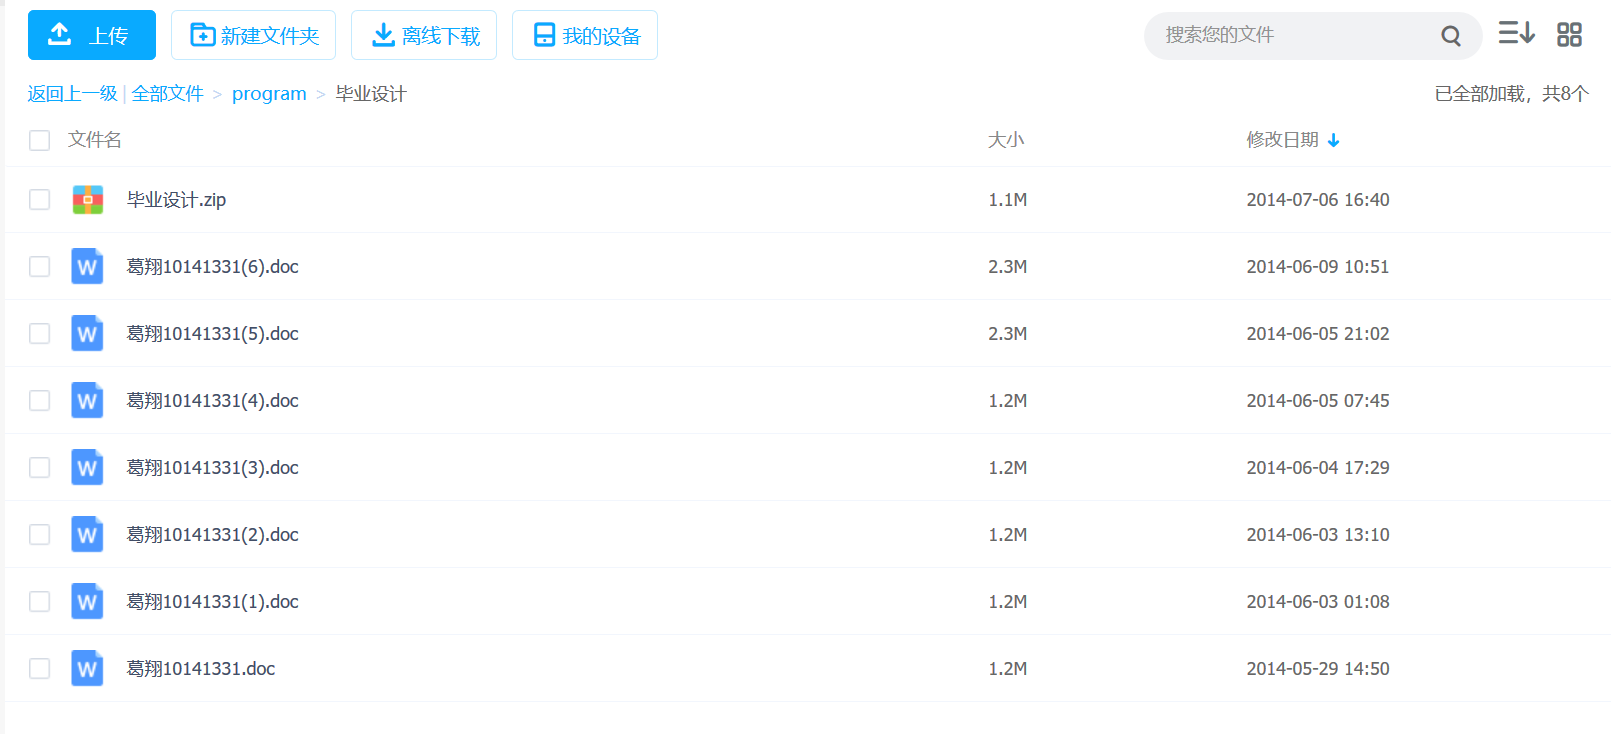 上传 新建文件夹 离线下载 我的设备 搜索您的文件
返回上一级 | 全部文件 > program > 毕业设计 已全部加载，共8个
文件名 大小 修改日期
毕业设计.zip 1.1M 2014-07-06 16:40
葛翔10141331(6).doc 2.3M 2014-06-09 10:51
葛翔10141331(5).doc 2.3M 2014-06-05 21:02
葛翔10141331(4).doc 1.2M 2014-06-05 07:45
葛翔10141331(3).doc 1.2M 2014-06-04 17:29
葛翔10141331(2).doc 1.2M 2014-06-03 13:10
葛翔10141331(1).doc 1.2M 2014-06-03 01:08
葛翔10141331.doc 1.2M 2014-05-29 14:50